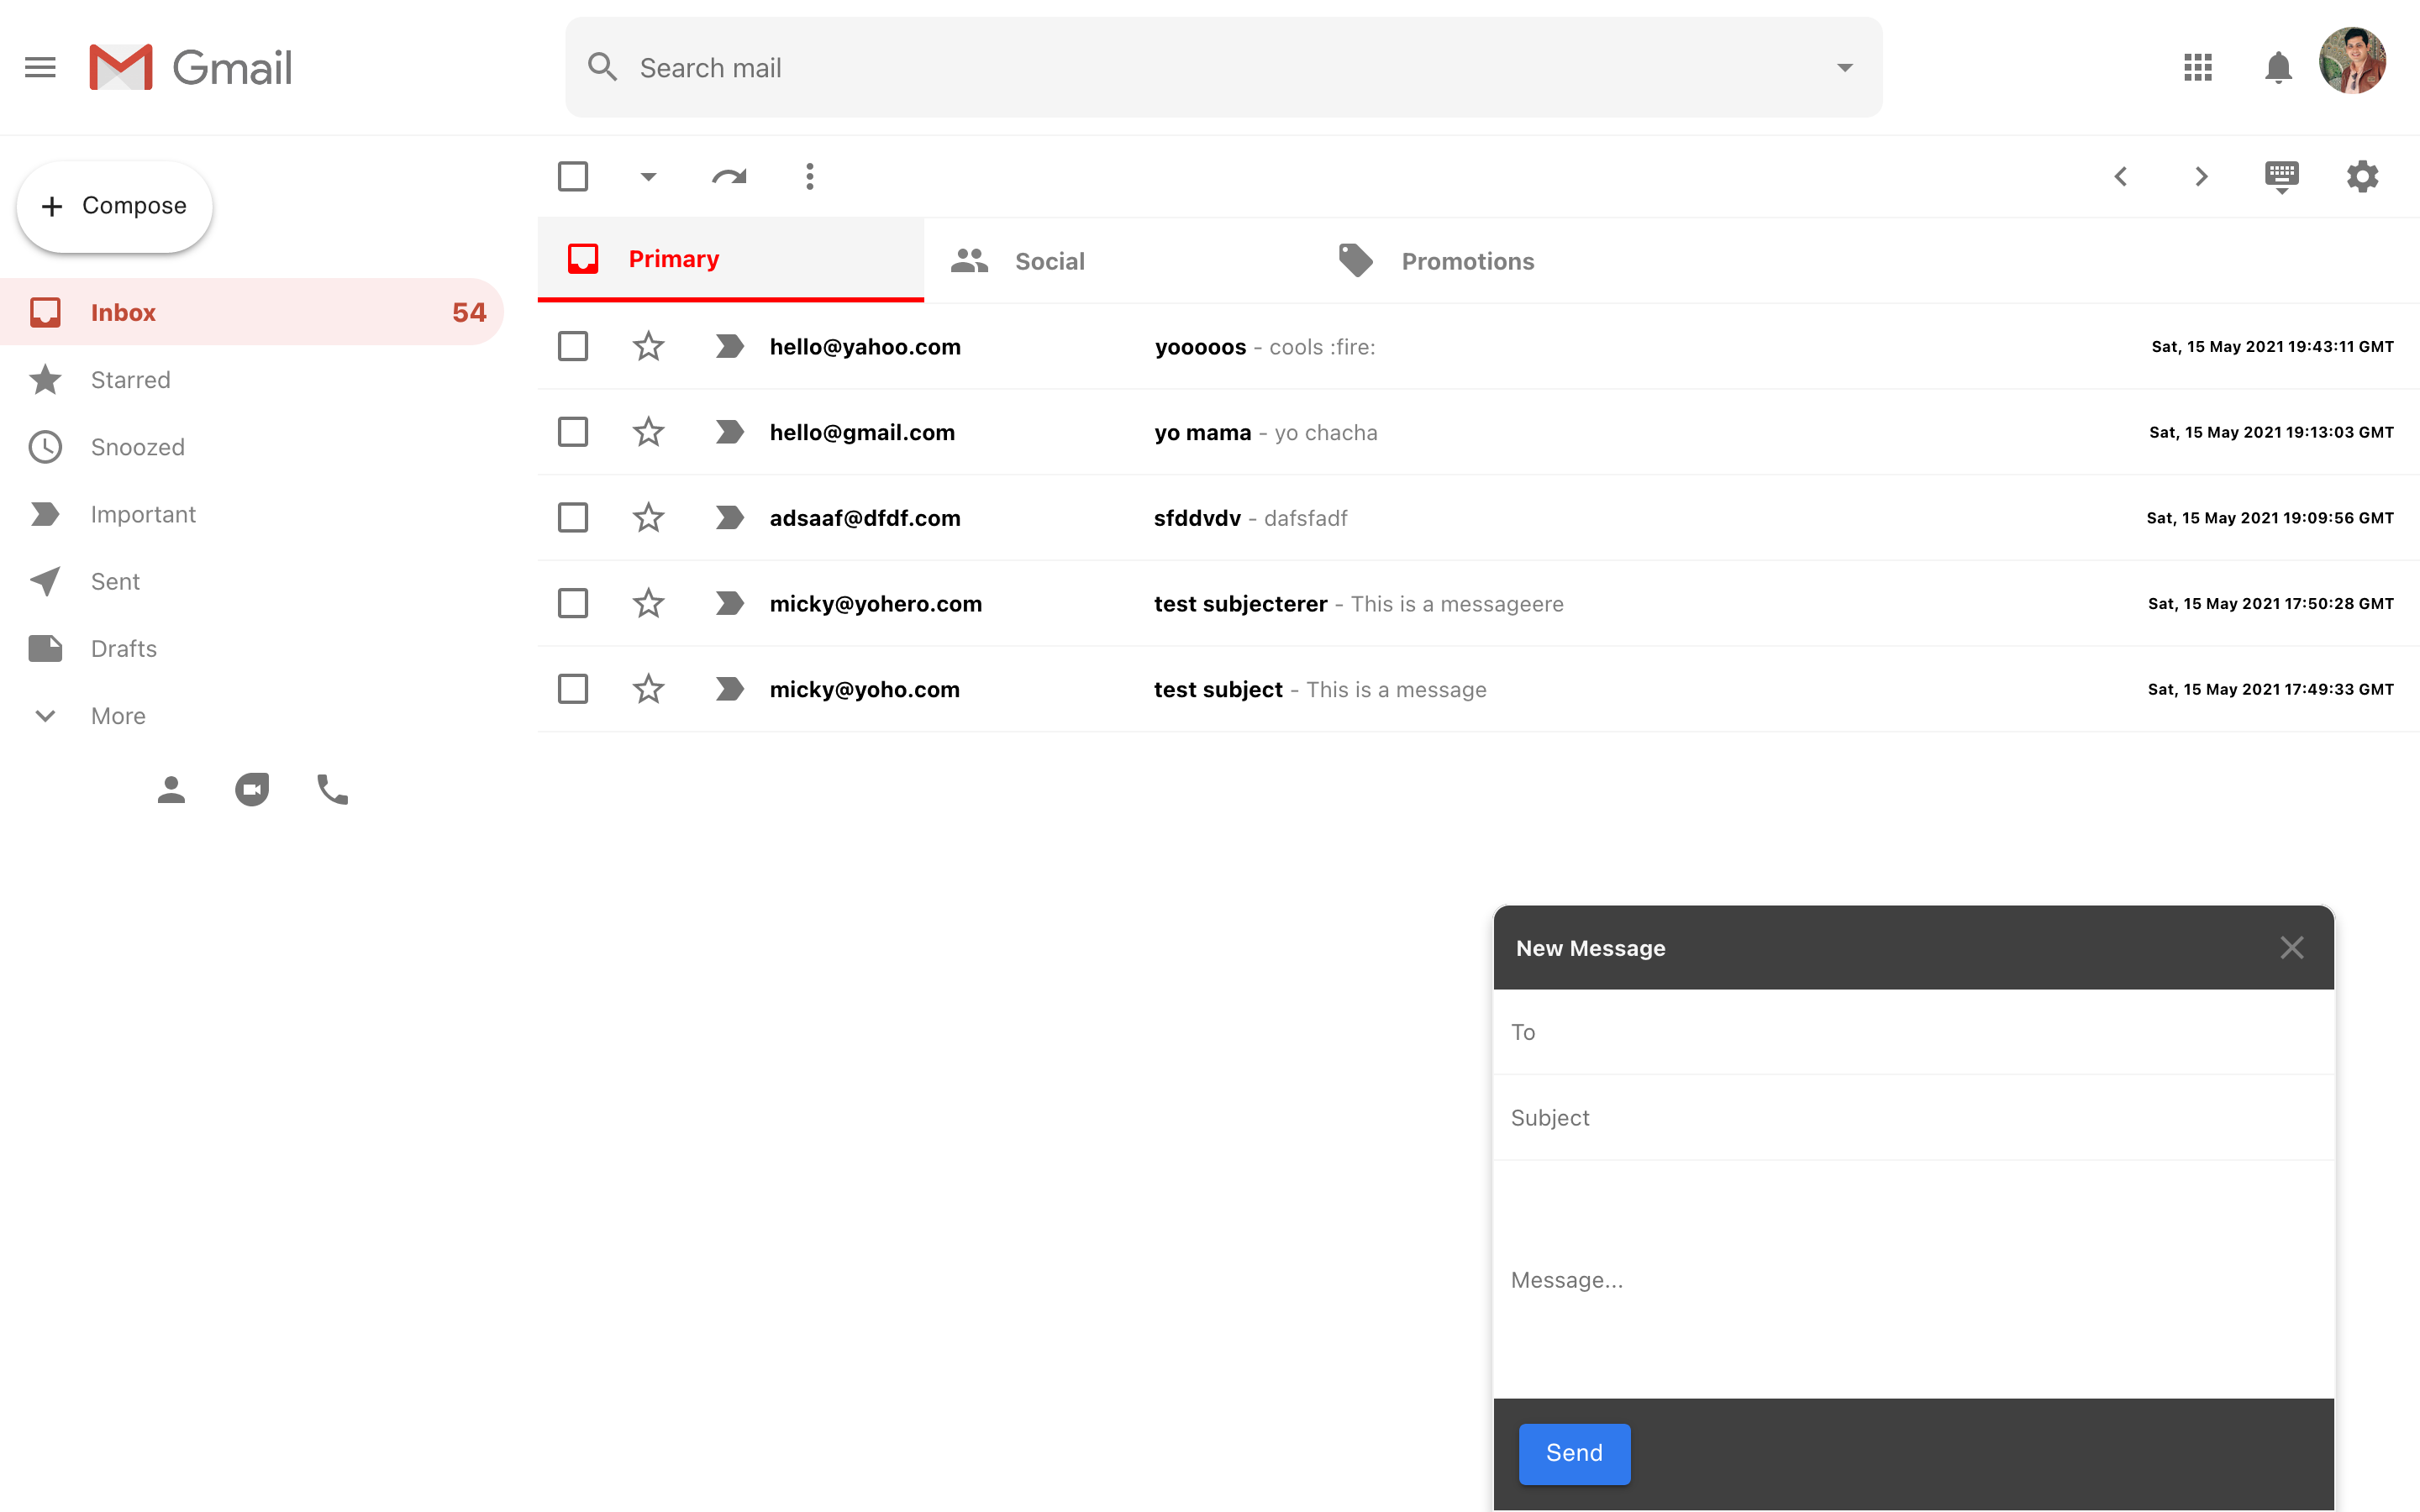 Gmail
Search mail
Compose
Inbox 54
Starred
Snoozed
Important
Sent
Drafts
More
Primary Social Promotions
hello@yahoo.com yooooos - cools :fire: Sat, 15 May 2021 19:43:11 GMT
hello@gmail.com yo mama - yo chacha Sat, 15 May 2021 19:13:03 GMT
adsaaf@dfdf.com sfddvdv - dafsfadf Sat, 15 May 2021 19:09:56 GMT
micky@yohero.com test subjecterer - This is a messageere Sat, 15 May 2021 17:50:28 GMT
micky@yoho.com test subject - This is a message Sat, 15 May 2021 17:49:33 GMT
New Message
To
Subject
Message...
Send